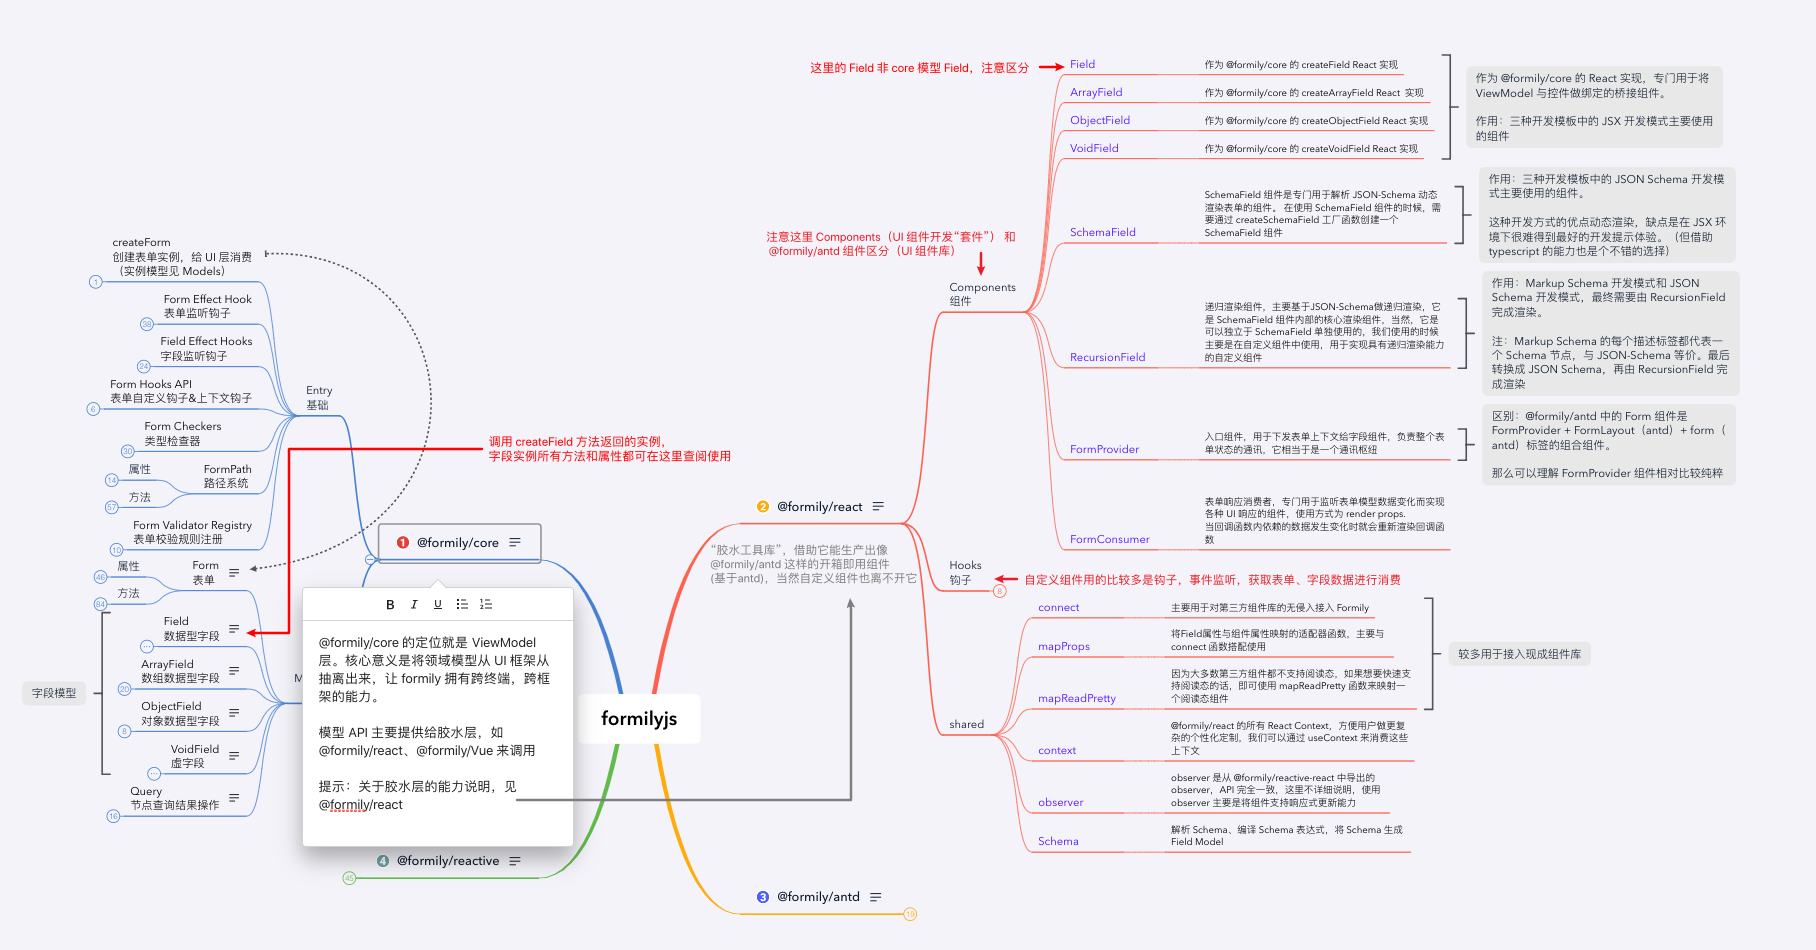 formilyjs
1 @formily/core
@formily/core 的定位就是 ViewModel
层。核心意义是将领域模型从 UI 框架从
抽离出来，让 formily 拥有跨终端，跨框
架的能力。
模型 API 主要提供给胶水层，如
@formily/react、@formily/Vue 来调用
提示：关于胶水层的能力说明，见
@formily/react
Entry
基础
createForm
创建表单实例，给 UI 层消费
（实例模型见 Models）
1
Form Effect Hook
表单监听钩子
38
Field Effect Hooks
字段监听钩子
24
Form Hooks API
表单自定义钩子&上下文钩子
6
Form Checkers
类型检查器
30
FormPath
路径系统
属性
14
方法
57
Form Validator Registry
表单校验规则注册
10
M
Form
表单
属性
46
方法
84
字段模型
Field
数据型字段
ArrayField
数组数据型字段
20
ObjectField
对象数据型字段
8
VoidField
虚字段
Query
节点查询结果操作
16
调用 createField 方法返回的实例，
字段实例所有方法和属性都可在这里查阅使用
2 @formily/react
“胶水工具库”，借助它能生产出像
@formily/antd 这样的开箱即用组件
(基于antd)，当然自定义组件也离不开它
注意这里 Components（UI 组件开发“套件”） 和
@formily/antd 组件区分（UI 组件库）
Components
组件
这里的 Field 非 core 模型 Field，注意区分
Field
作为 @formily/core 的 createField React 实现
ArrayField
作为 @formily/core 的 createArrayField React 实现
ObjectField
作为 @formily/core 的 createObjectField React 实现
VoidField
作为 @formily/core 的 createVoidField React 实现
作为 @formily/core 的 React 实现，专门用于将
ViewModel 与控件做绑定的桥接组件。
作用：三种开发模板中的 JSX 开发模式主要使用
的组件
SchemaField
SchemaField 组件是专门用于解析 JSON-Schema 动态
渲染表单的组件。 在使用 SchemaField 组件的时候，需
要通过 createSchemaField 工厂函数创建一个
SchemaField 组件
作用：三种开发模板中的 JSON Schema 开发模
式主要使用的组件。
这种开发方式的优点动态渲染，缺点是在 JSX 环
境下很难得到最好的开发提示体验。（但借助
typescript 的能力也是个不错的选择）
RecursionField
递归渲染组件，主要基于JSON-Schema做递归渲染，它
是 SchemaField 组件内部的核心渲染组件，当然，它是
可以独立于 SchemaField 单独使用的，我们使用的时候
主要是在自定义组件中使用，用于实现具有递归渲染能力
的自定义组件
作用：Markup Schema 开发模式和 JSON
Schema 开发模式，最终需要由 RecursionField
完成渲染。
注：Markup Schema 的每个描述标签都代表一
个 Schema 节点，与 JSON-Schema 等价。最后
转换成 JSON Schema，再由 RecursionField 完
成渲染
FormProvider
入口组件，用于下发表单上下文给字段组件，负责整个表
单状态的通讯，它相当于是一个通讯枢纽
区别：@formily/antd 中的 Form 组件是
FormProvider + FormLayout（antd）+ form（
antd）标签的组合组件。
那么可以理解 FormProvider 组件相对比较纯粹
FormConsumer
表单响应消费者，专门用于监听表单模型数据变化而实现
各种 UI 响应的组件，使用方式为 render props.
当回调函数内依赖的数据发生变化时就会重新渲染回调函
数
Hooks
钩子
8
自定义组件用的比较多是钩子，事件监听，获取表单、字段数据进行消费
shared
connect
主要用于对第三方组件库的无侵入接入 Formily
mapProps
将Field属性与组件属性映射的适配器函数，主要与
connect 函数搭配使用
mapReadPretty
因为大多数第三方组件都不支持阅读态，如果想要快速支
持阅读态的话，即可使用 mapReadPretty 函数来映射一
个阅读态组件
较多用于接入现成组件库
context
@formily/react 的所有 React Context，方便用户做更复
杂的个性化定制，我们可以通过 useContext 来消费这些
上下文
observer
observer 是从 @formily/reactive-react 中导出的
observer，API 完全一致，这里不详细说明，使用
observer 主要是将组件支持响应式更新能力
Schema
解析 Schema、编译 Schema 表达式，将 Schema 生成
Field Model
3 @formily/antd
19
4 @formily/reactive
45